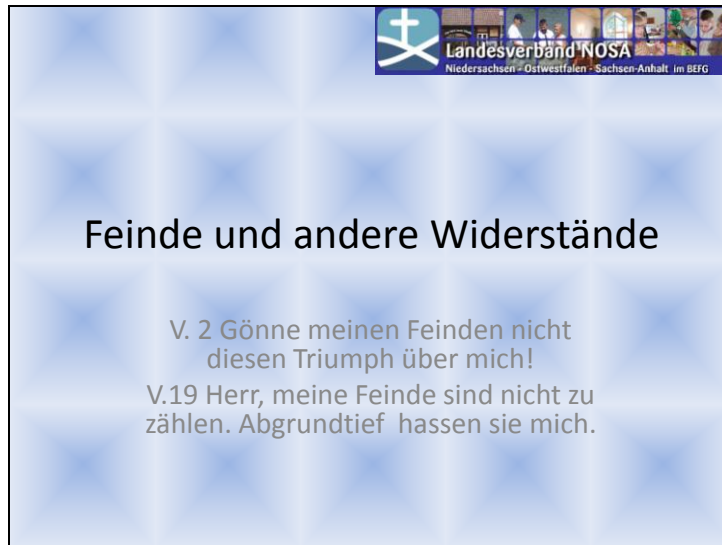 Landesverband NOSA
Niedersachsen - Ostwestfalen - Sachsen-Anhalt im BEFG
Feinde und andere Widerstände
V. 2 Gönne meinen Feinden nicht
diesen Triumph über mich!
V.19 Herr, meine Feinde sind nicht zu
zählen. Abgrundtief hassen sie mich.